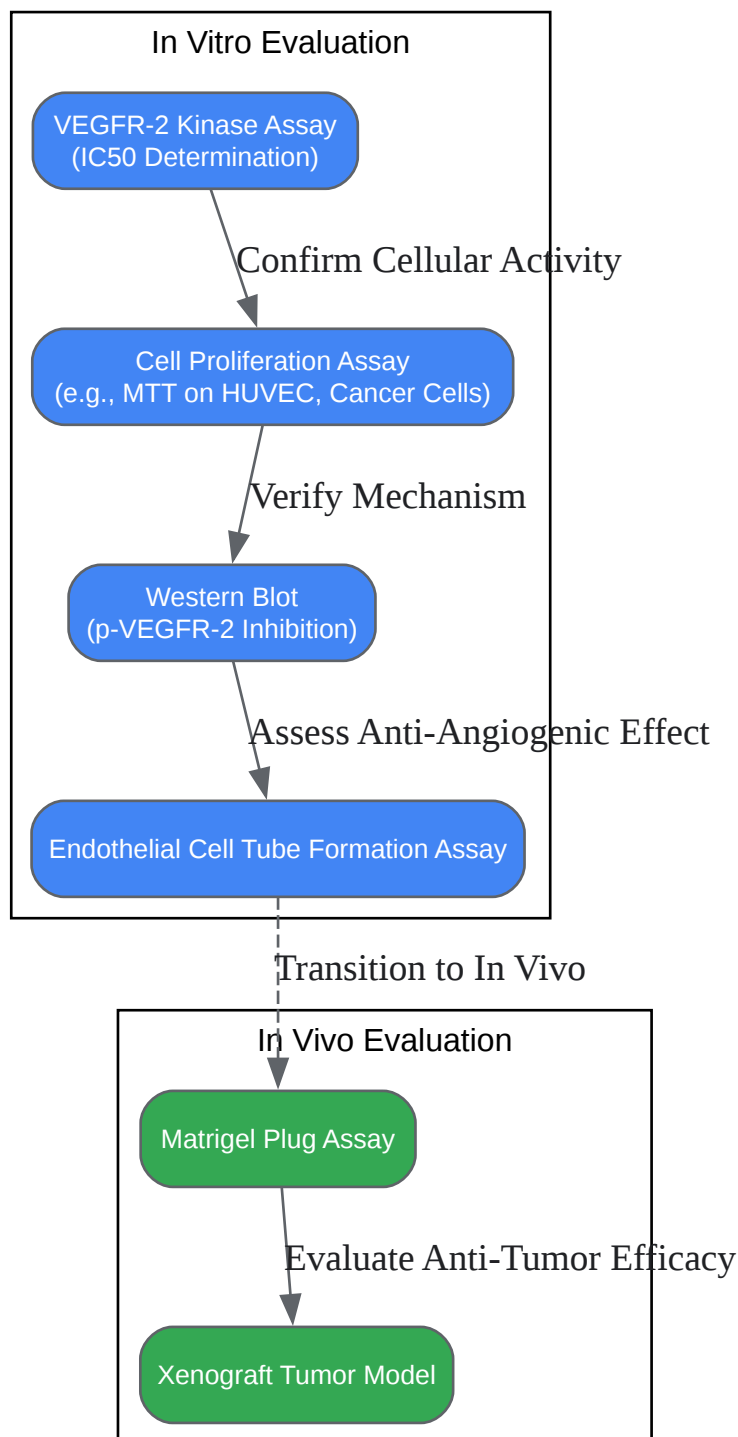 In Vitro Evaluation
VEGFR-2 Kinase Assay
(IC50 Determination)
Confirm Cellular Activity
Cell Proliferation Assay
(e.g., MTT on HUVEC, Cancer Cells)
Verify Mechanism
Western Blot
(p-VEGFR-2 Inhibition)
Assess Anti-Angiogenic Effect
Endothelial Cell Tube Formation Assay
Transition to In Vivo
In Vivo Evaluation
Matrigel Plug Assay
Evaluate Anti-Tumor Efficacy
Xenograft Tumor Model